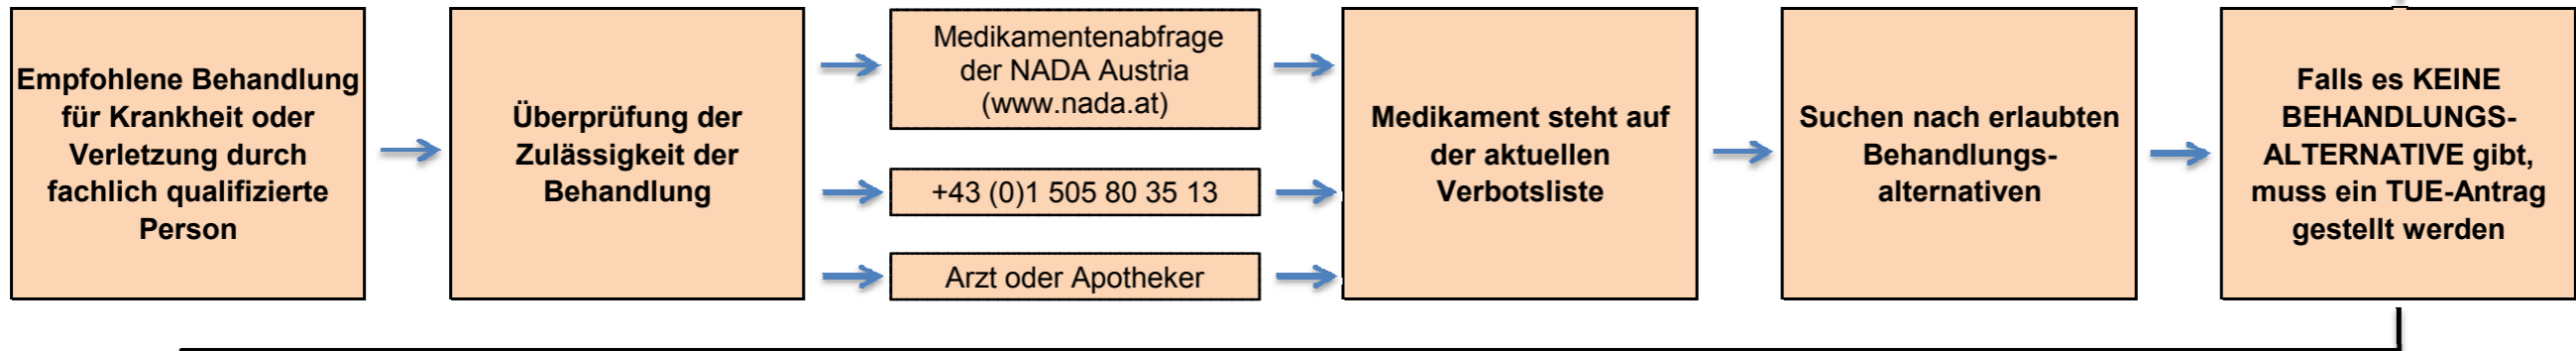 Empfohlene Behandlung
für Krankheit oder
Verletzung durch
fachlich qualifizierte
Person
Überprüfung der
Zulässigkeit der
Behandlung
Medikamentenabfrage
der NADA Austria
(www.nada.at)
+43 (0)1 505 80 35 13
Arzt oder Apotheker
Medikament steht auf
der aktuellen
Verbotsliste
Suchen nach erlaubten
Behandlungs-
alternativen
Falls es KEINE
BEHANDLUNGS-
ALTERNATIVE gibt,
muss ein TUE-Antrag
gestellt werden